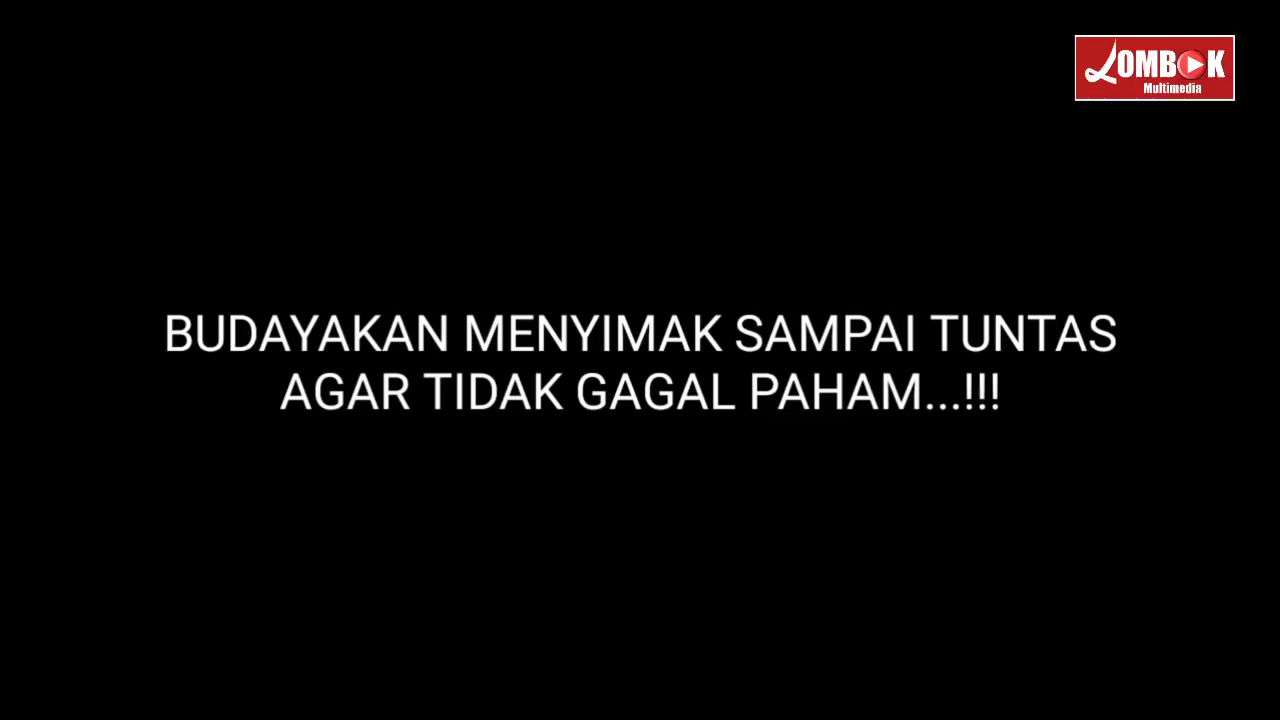 LOMBOK
Multimedia
BUDAYAKAN MENYIMAK SAMPAI TUNTAS
AGAR TIDAK GAGAL PAHAM...!!!